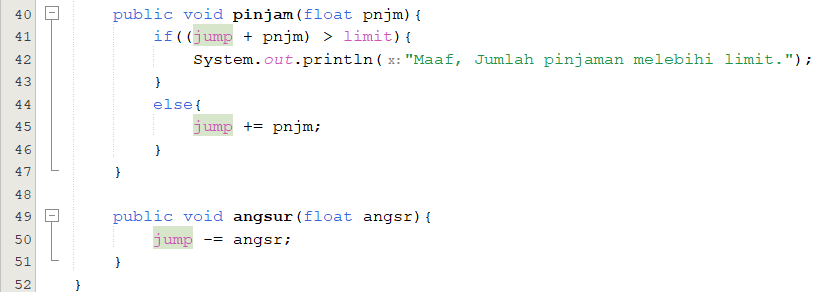 40 public void pinjam(float pnjm){
41 if((jump + pnjm) > limit){
42 System.out.println( x: "Maaf, Jumlah pinjaman melebihi limit.");
43 }
44 else{
45 jump += pnjm;
46 }
47 }
48
49 public void angsur(float angsr){
50 jump -= angsr;
51 }
52 }